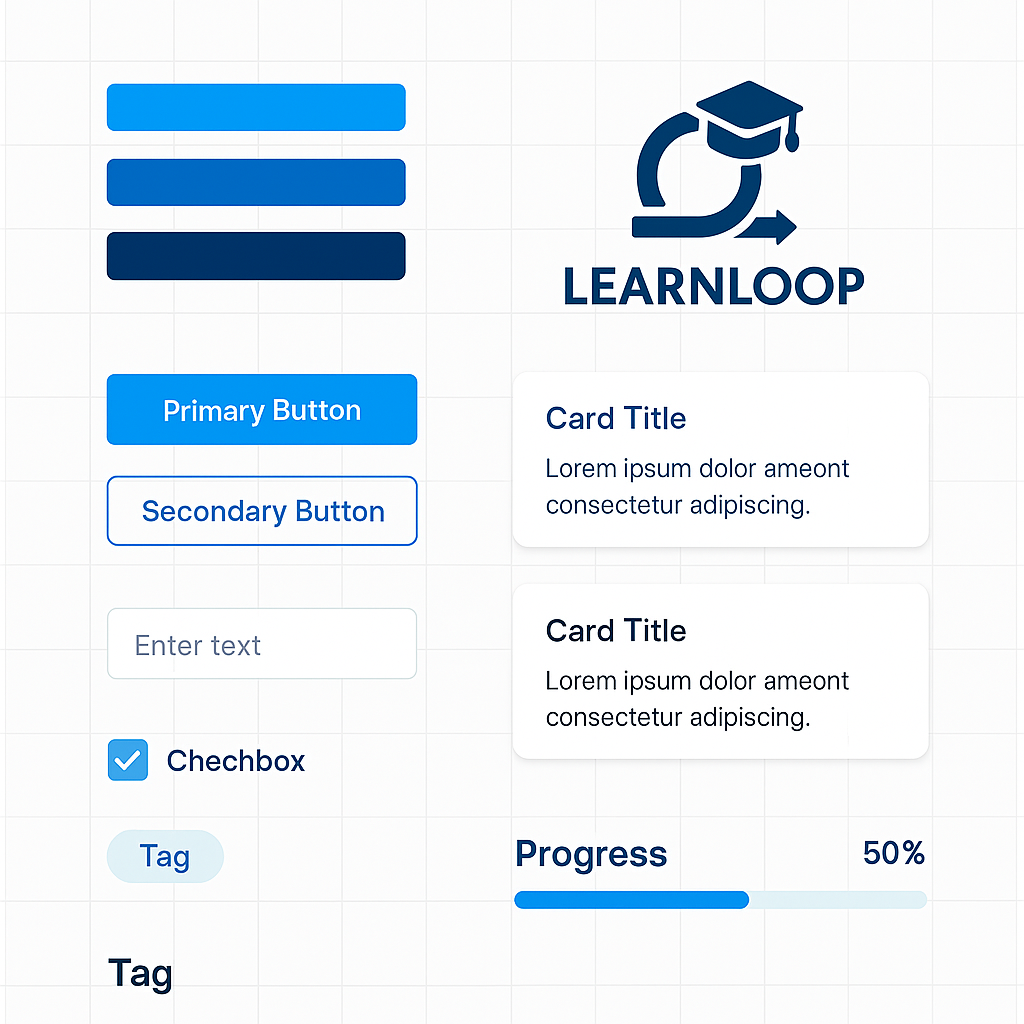 LEARNLOOP
Primary Button
Secondary Button
Enter text
Chechbox
Tag
Tag
Card Title
Lorem ipsum dolor ameont
consectetur adipiscing.
Card Title
Lorem ipsum dolor ameont
consectetur adipiscing.
Progress 50%